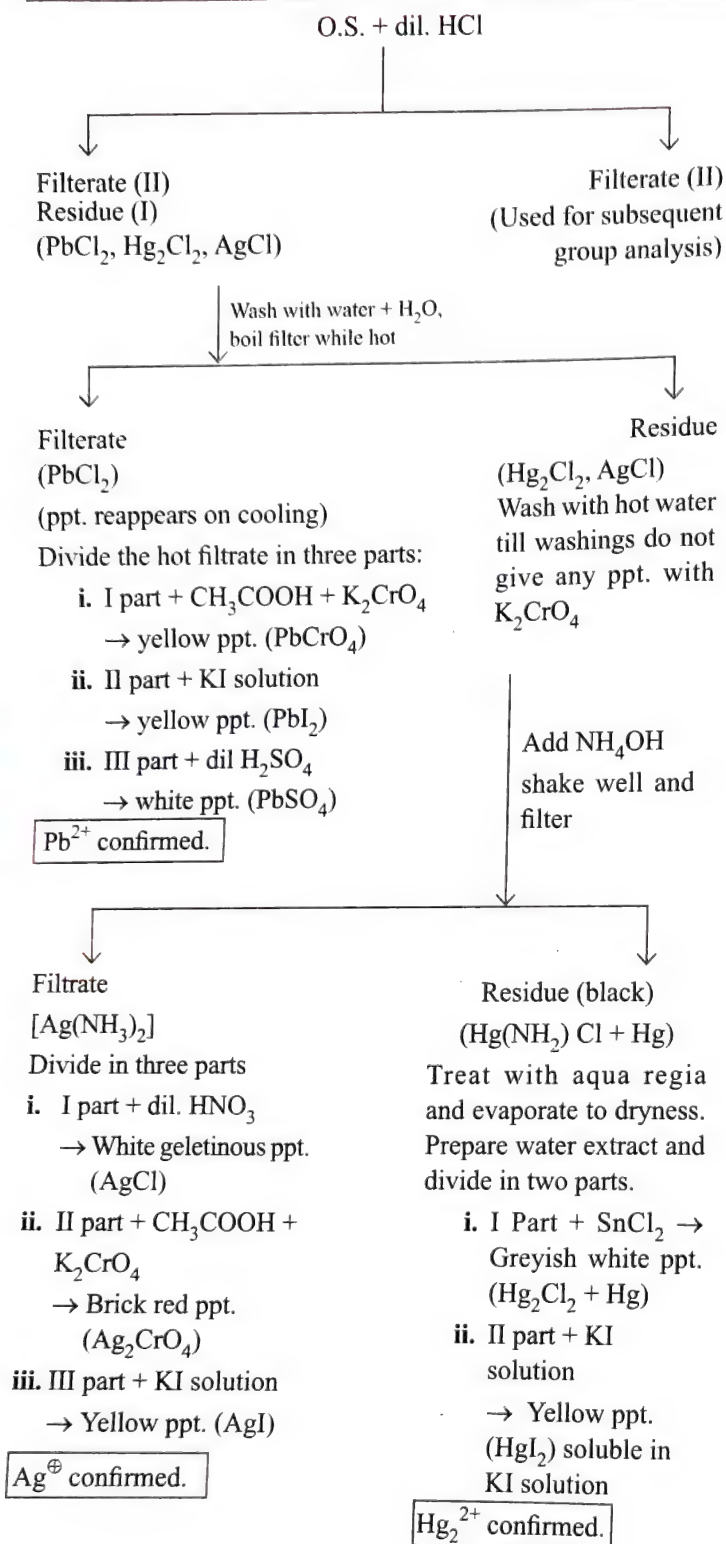 O.S. + dil. HCl
Filterate (II)
Residue (I)
(PbCl₂, Hg₂Cl₂, AgCl)
Filterate (II)
(Used for subsequent
group analysis)
Wash with water + H₂O,
boil filter while hot
Filterate
(PbCl₂)
(ppt. reappears on cooling)
Divide the hot filtrate in three parts:
i. I part + CH₃COOH + K₂CrO₄
→ yellow ppt. (PbCrO₄)
ii. II part + KI solution
→ yellow ppt. (PbI₂)
iii. III part + dil H₂SO₄
→ white ppt. (PbSO₄)
Pb²⁺ confirmed.
Residue
(Hg₂Cl₂, AgCl)
Wash with hot water
till washings do not
give any ppt. with
K₂CrO₄
Add NH₄OH
shake well and
filter
Filtrate
[Ag(NH₃)₂]
Divide in three parts
i. I part + dil. HNO₃
→ White geletinous ppt.
(AgCl)
ii. II part + CH₃COOH +
K₂CrO₄
→ Brick red ppt.
(Ag₂CrO₄)
iii. III part + KI solution
→ Yellow ppt. (AgI)
Ag⊕ confirmed.
Residue (black)
(Hg(NH₂) Cl + Hg)
Treat with aqua regia
and evaporate to dryness.
Prepare water extract and
divide in two parts.
i. I Part + SnCl₂ →
Greyish white ppt.
(Hg₂Cl₂ + Hg)
ii. II part + KI
solution
→ Yellow ppt.
(HgI₂) soluble in
KI solution
Hg₂²⁺ confirmed.